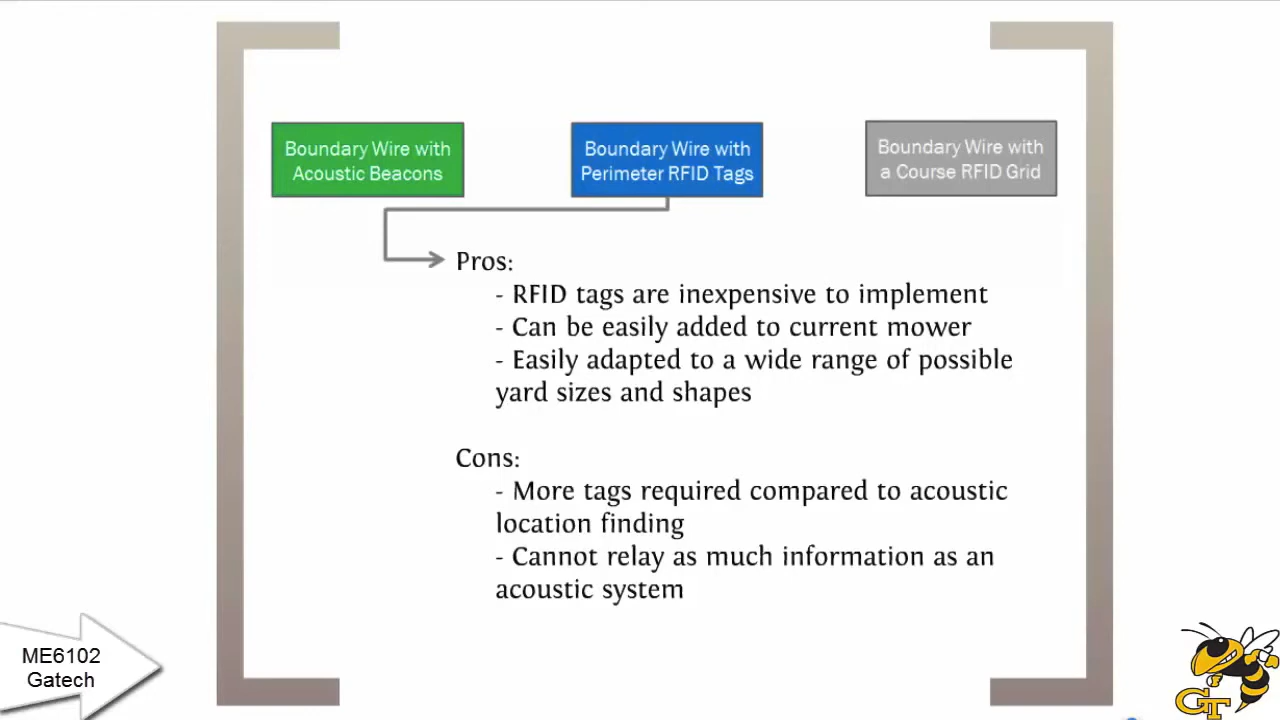 Boundary Wire with
Acoustic Beacons
Boundary Wire with
Perimeter RFID Tags
Boundary Wire with
a Course RFID Grid
Pros:
- RFID tags are inexpensive to implement
- Can be easily added to current mower
- Easily adapted to a wide range of possible
yard sizes and shapes
Cons:
- More tags required compared to acoustic
location finding
- Cannot relay as much information as an
acoustic system
ME6102
Gatech
GT